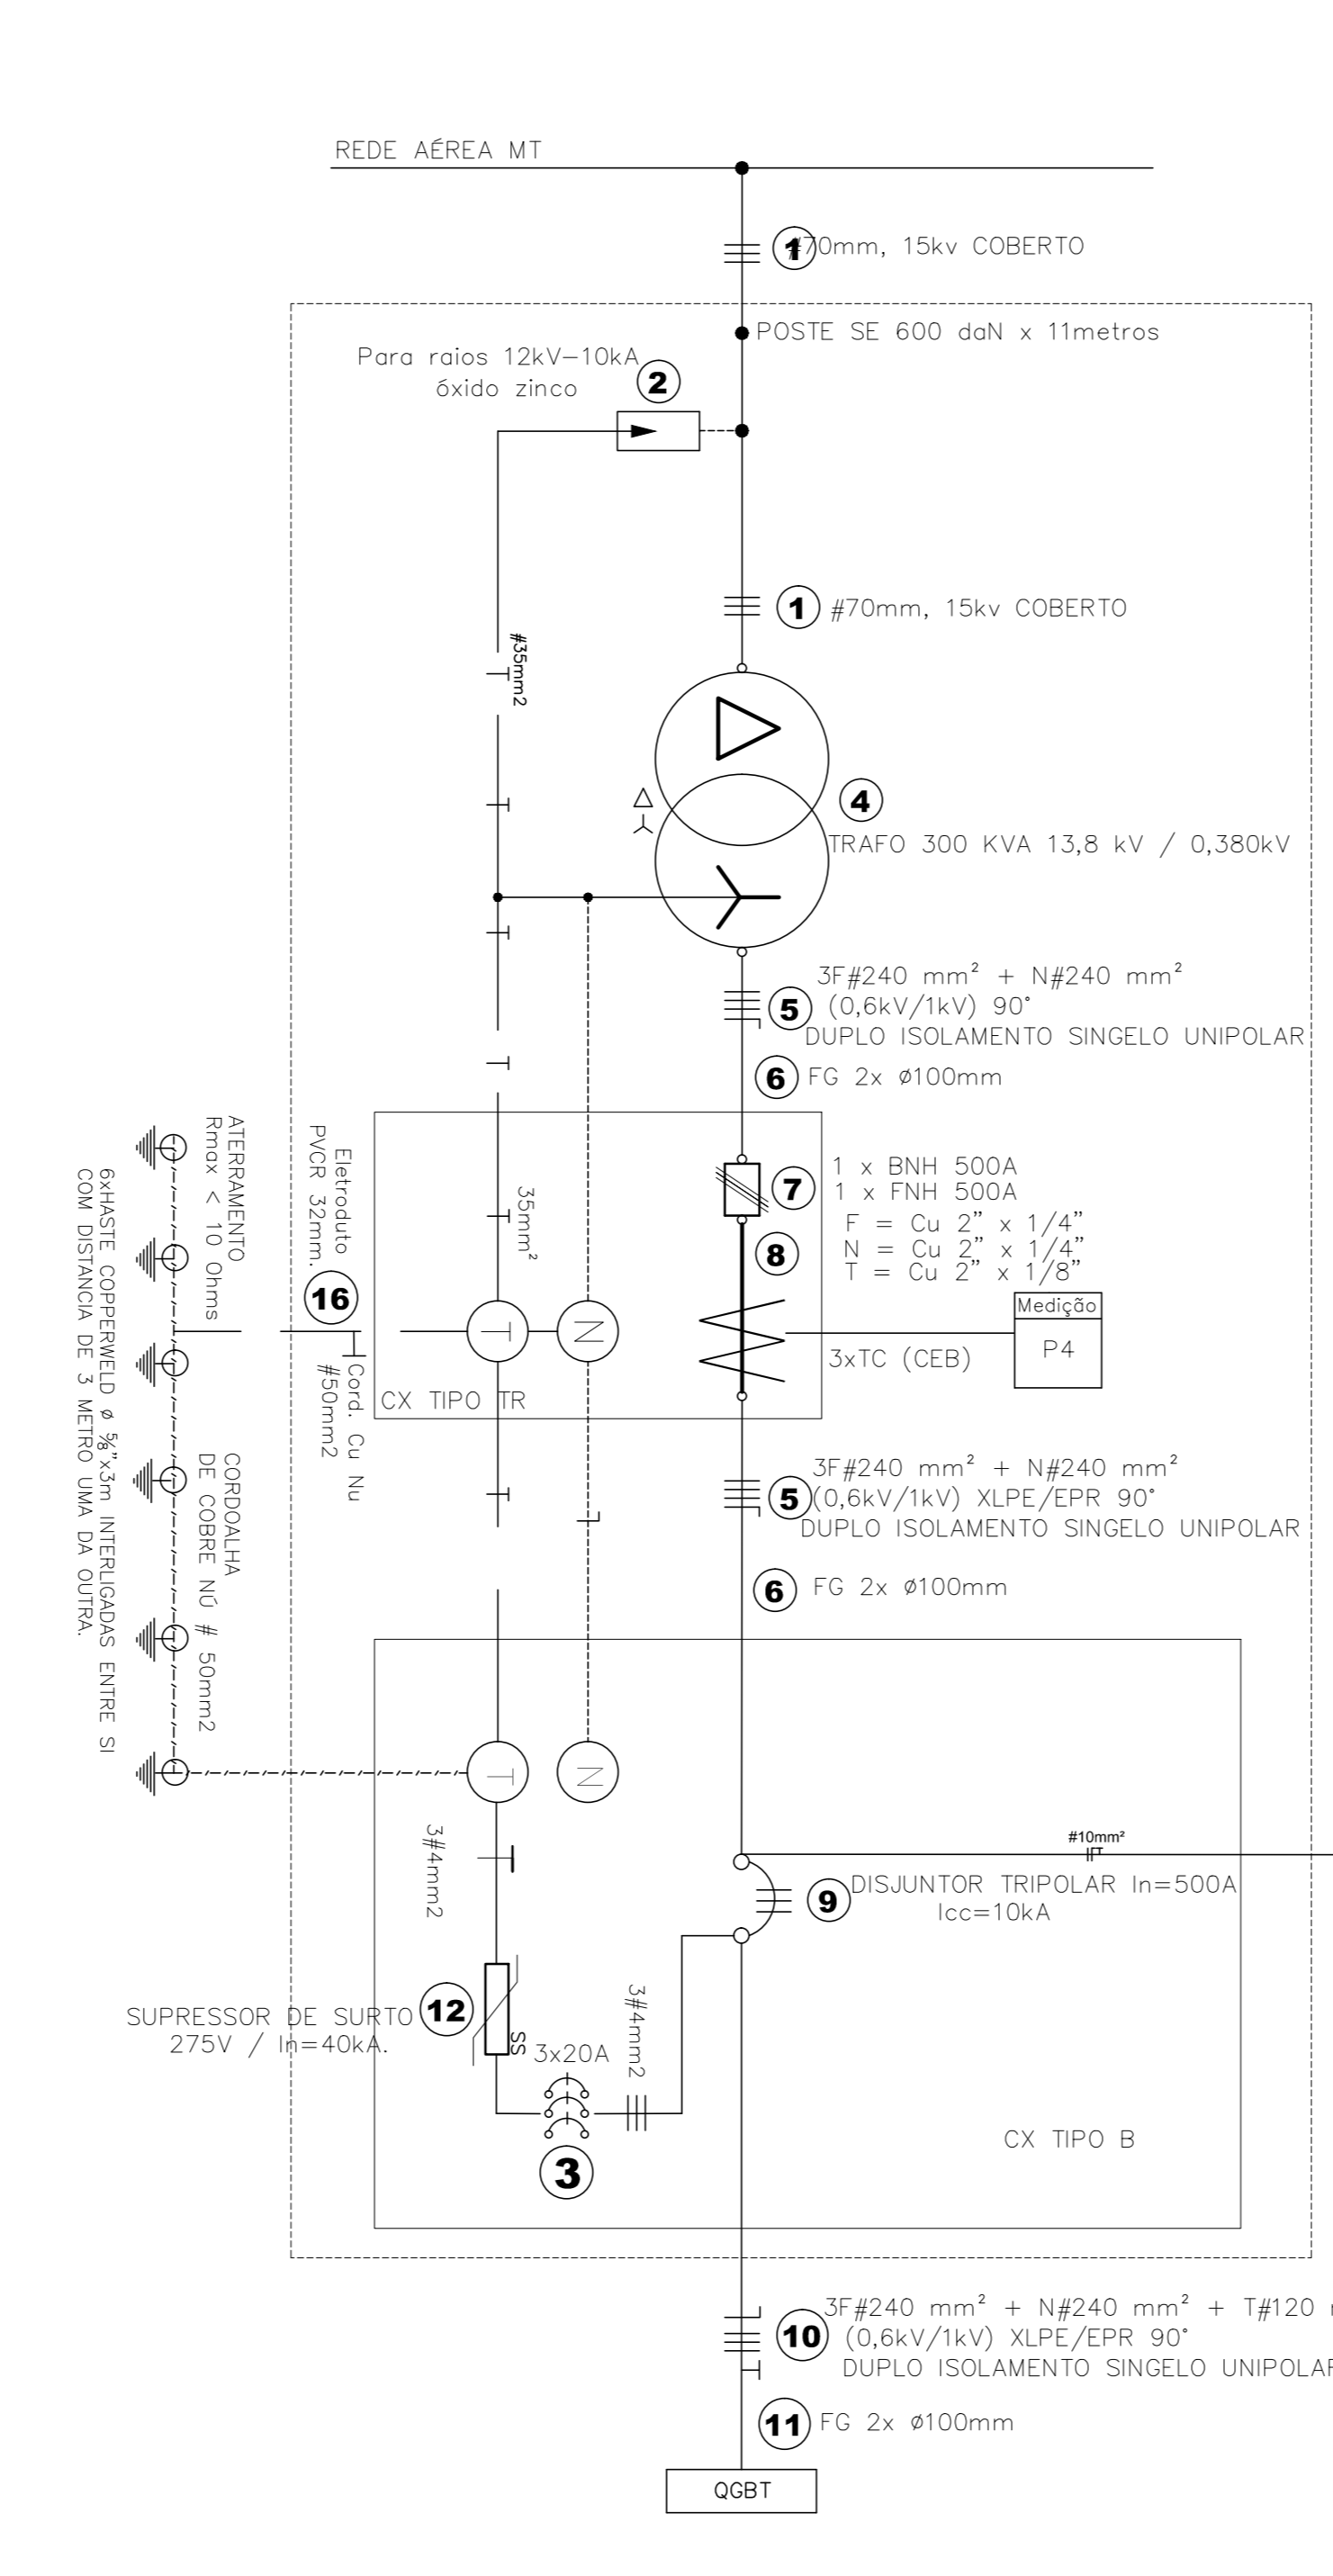 REDE AÉREA MT
1
#70mm, 15kv COBERTO
POSTE SE 600 daN x 11metros
Para raios 12kV-10kA
óxido zinco
2
1
#70mm, 15kv COBERTO
#35mm2
4
TRAFO 300 KVA 13,8 kV / 0,380kV
3F#240 mm² + N#240 mm²
5
(0,6kV/1kV) 90°
DUPLO ISOLAMENTO SINGELO UNIPOLAR
6
FG 2x ø100mm
ATERRAMENTO
Rmax < 10 Ohms
Eletroduto
PVCR 32mm.
16
35mm²
7
1 x BNH 500A
1 x FNH 500A
8
F = Cu 2" x 1/4"
N = Cu 2" x 1/4"
T = Cu 2" x 1/8"
Medição
P4
3xTC (CEB)
T
N
CX TIPO TR
Cord. Cu Nu
#50mm2
6xHASTE COPPERWELD ø ⅝"x3m INTERLIGADAS ENTRE SI
COM DISTANCIA DE 3 METRO UMA DA OUTRA.
CORDOALHA
DE COBRE NÚ # 50mm2
3F#240 mm² + N#240 mm²
5
(0,6kV/1kV) XLPE/EPR 90°
DUPLO ISOLAMENTO SINGELO UNIPOLAR
6
FG 2x ø100mm
T
N
3#4mm2
#10mm²
9
DISJUNTOR TRIPOLAR In=500A
Icc=10kA
12
SUPRESSOR DE SURTO
275V / In=40kA.
SS
3x20A
3#4mm2
3
CX TIPO B
3F#240 mm² + N#240 mm² + T#120
10
(0,6kV/1kV) XLPE/EPR 90°
DUPLO ISOLAMENTO SINGELO UNIPOLAR
11
FG 2x ø100mm
QGBT